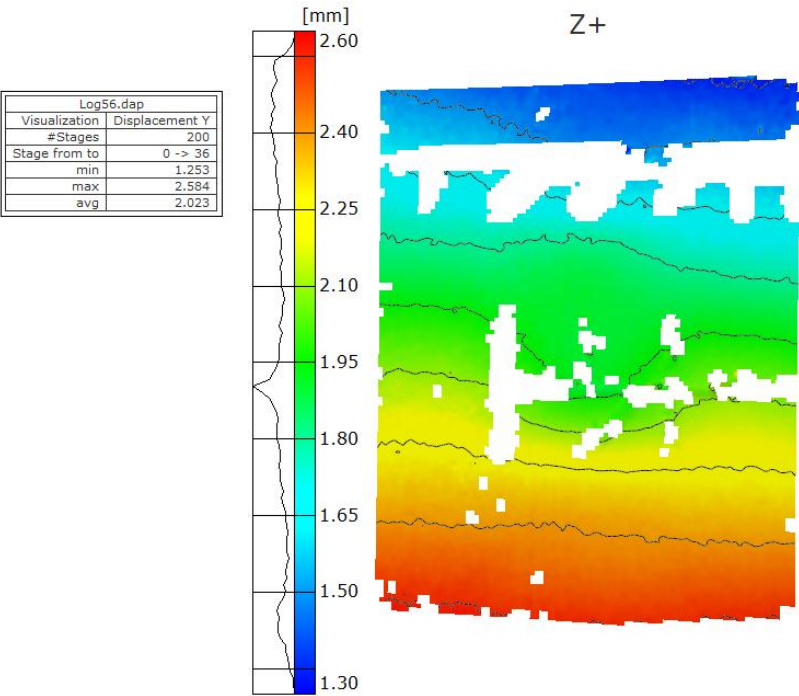 [mm]
Z+
Log56.dap
Visualization Displacement Y
#Stages 200
Stage from to 0 -> 36
min 1.253
max 2.584
avg 2.023
2.60
2.40
2.25
2.10
1.95
1.80
1.65
1.50
1.30